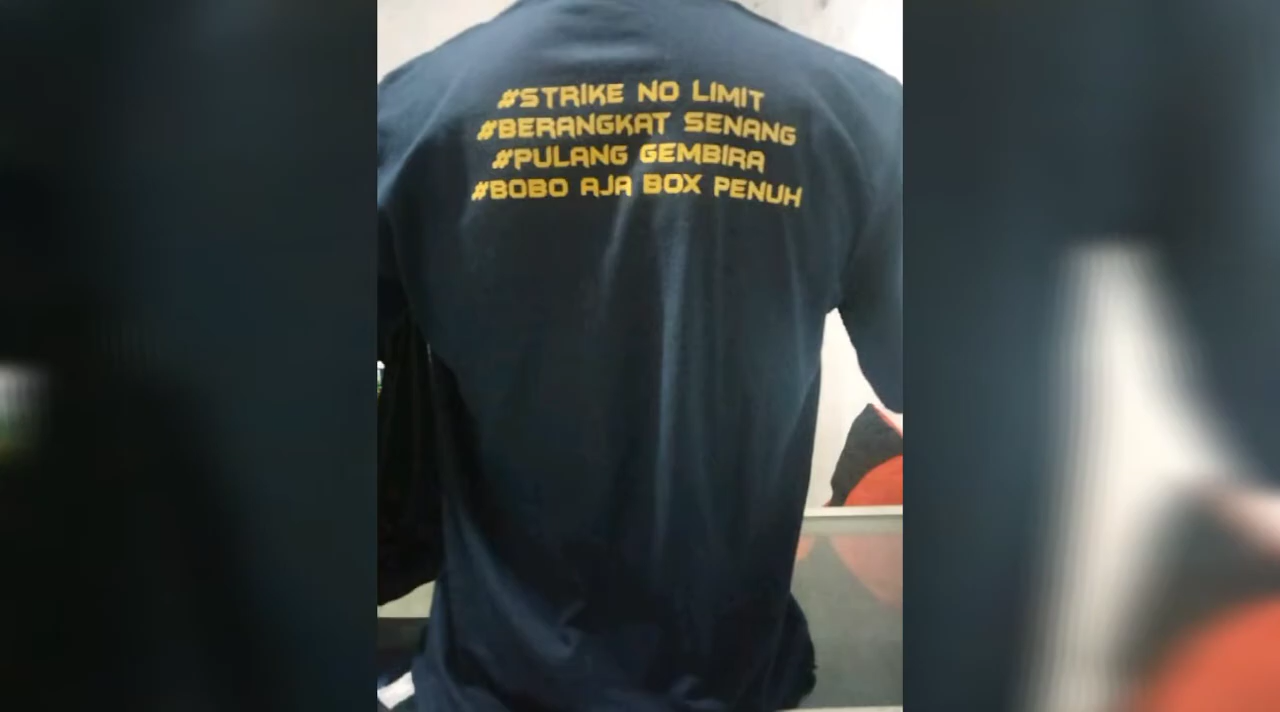 #STRIKE NO LIMIT
#BERANGKAT SENANG
#PULANG GEMBIRA
#BOBO AJA BOX PENUH